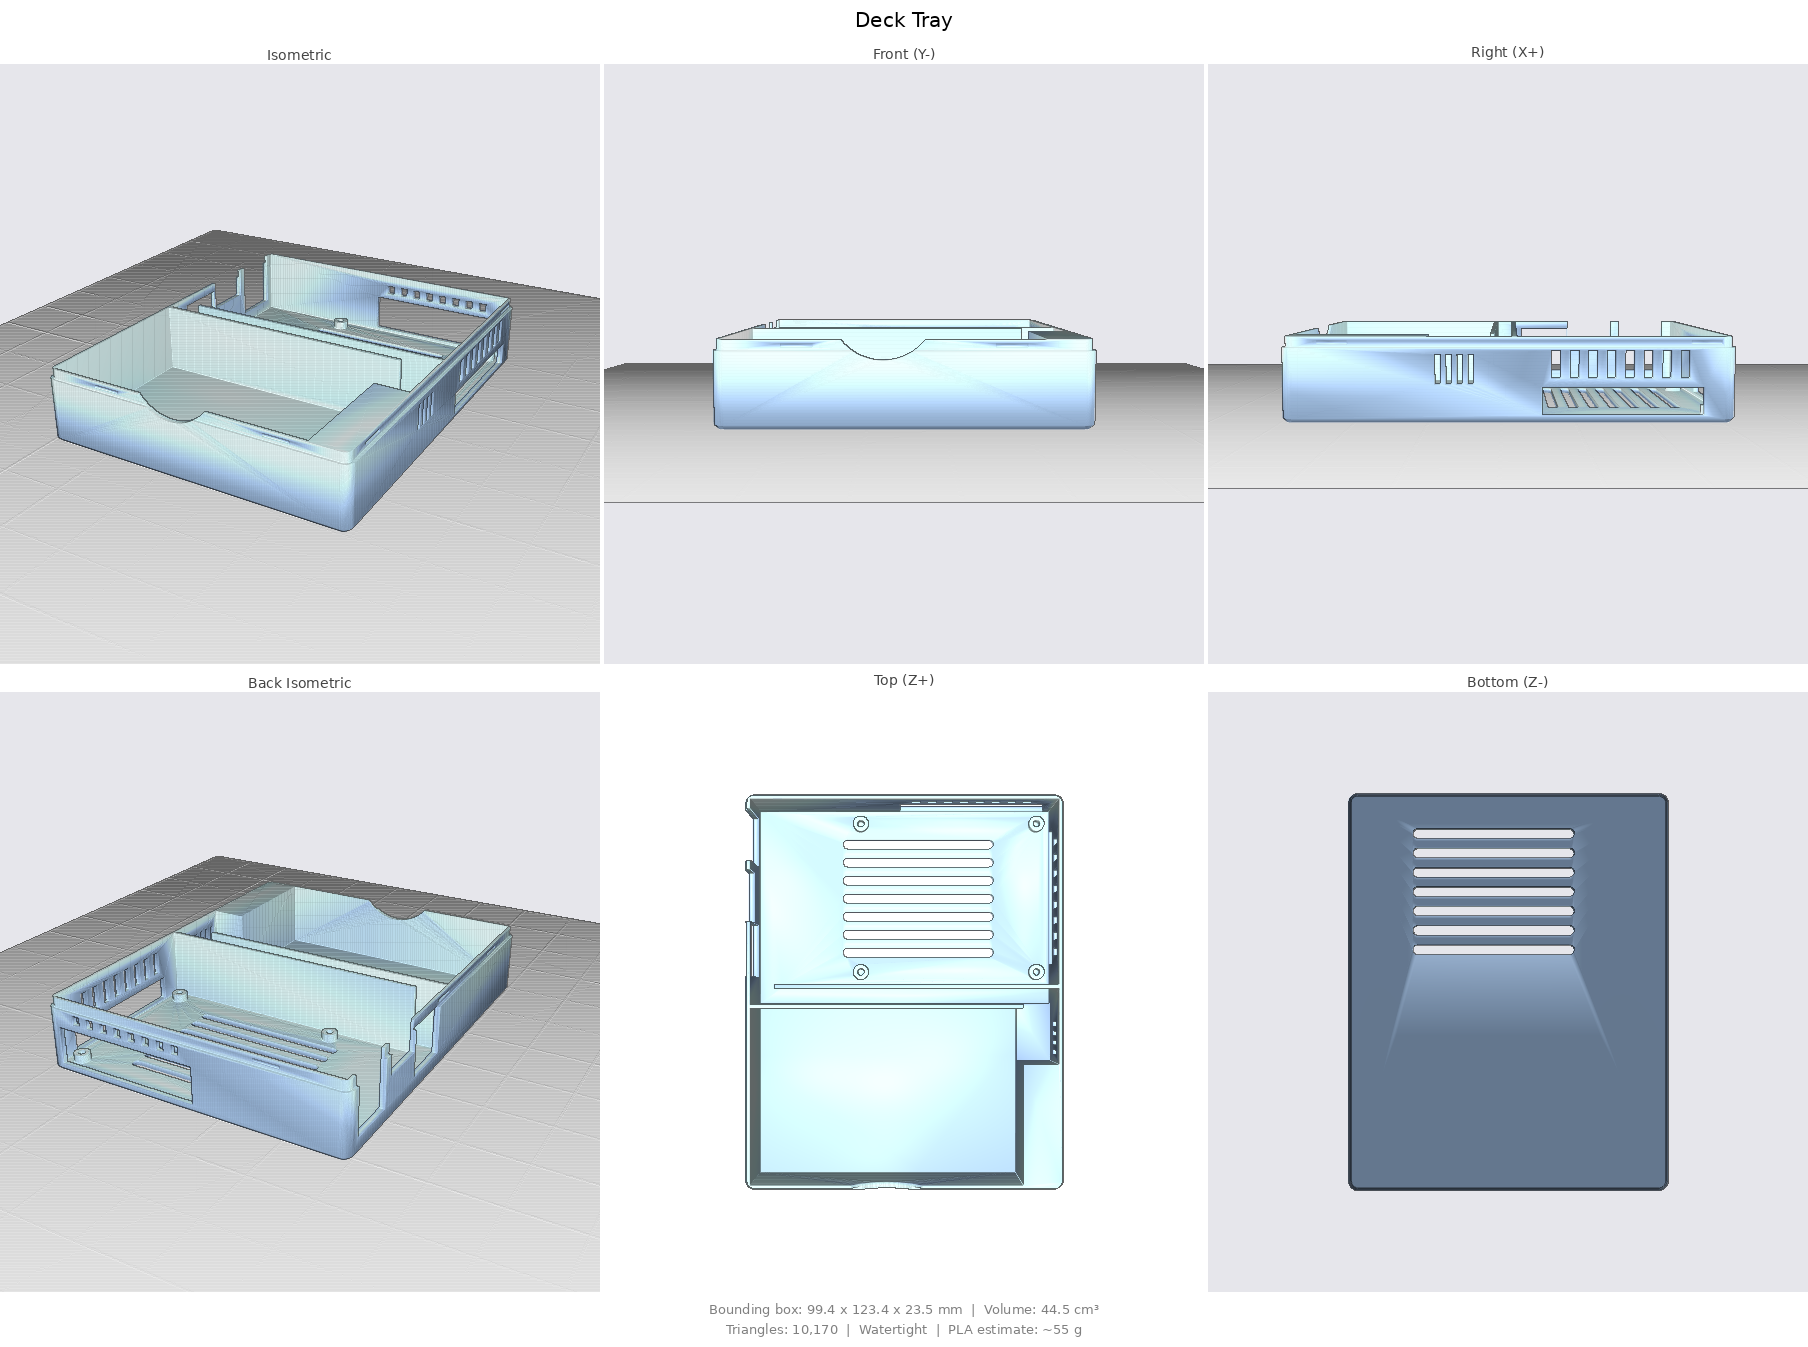 Deck Tray
Isometric
Front (Y-)
Right (X+)
Back Isometric
Top (Z+)
Bottom (Z-)
Bounding box: 99.4 x 123.4 x 23.5 mm | Volume: 44.5 cm³
Triangles: 10,170 | Watertight | PLA estimate: ~55 g